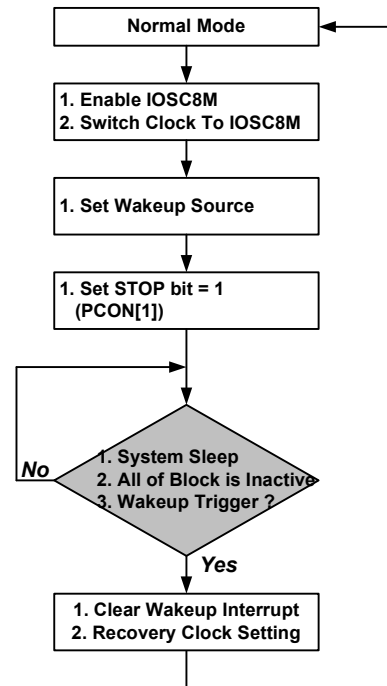 Normal Mode
1. Enable IOSC8M
2. Switch Clock To IOSC8M
1. Set Wakeup Source
1. Set STOP bit = 1
(PCON[1])
No
1. System Sleep
2. All of Block is Inactive
3. Wakeup Trigger ?
Yes
1. Clear Wakeup Interrupt
2. Recovery Clock Setting